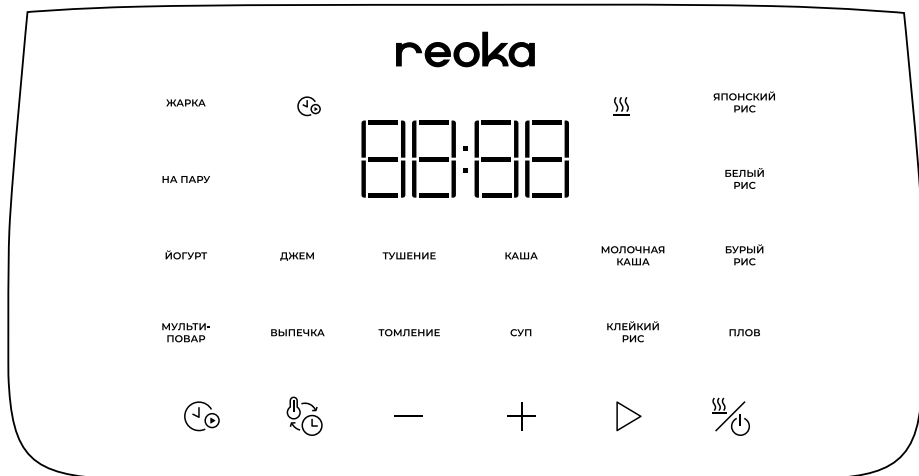 reoka
ЖАРКА
ЯПОНСКИЙ
РИС
88:88
НА ПАРУ
БЕЛЫЙ
РИС
ЙОГУРТ
ДЖЕМ
ТУШЕНИЕ
КАША
МОЛОЧНАЯ
КАША
БУРЫЙ
РИС
МУЛЬТИ-
ПОВАР
ВЫПЕЧКА
ТОМЛЕНИЕ
СУП
КЛЕЙКИЙ
РИС
ПЛОВ